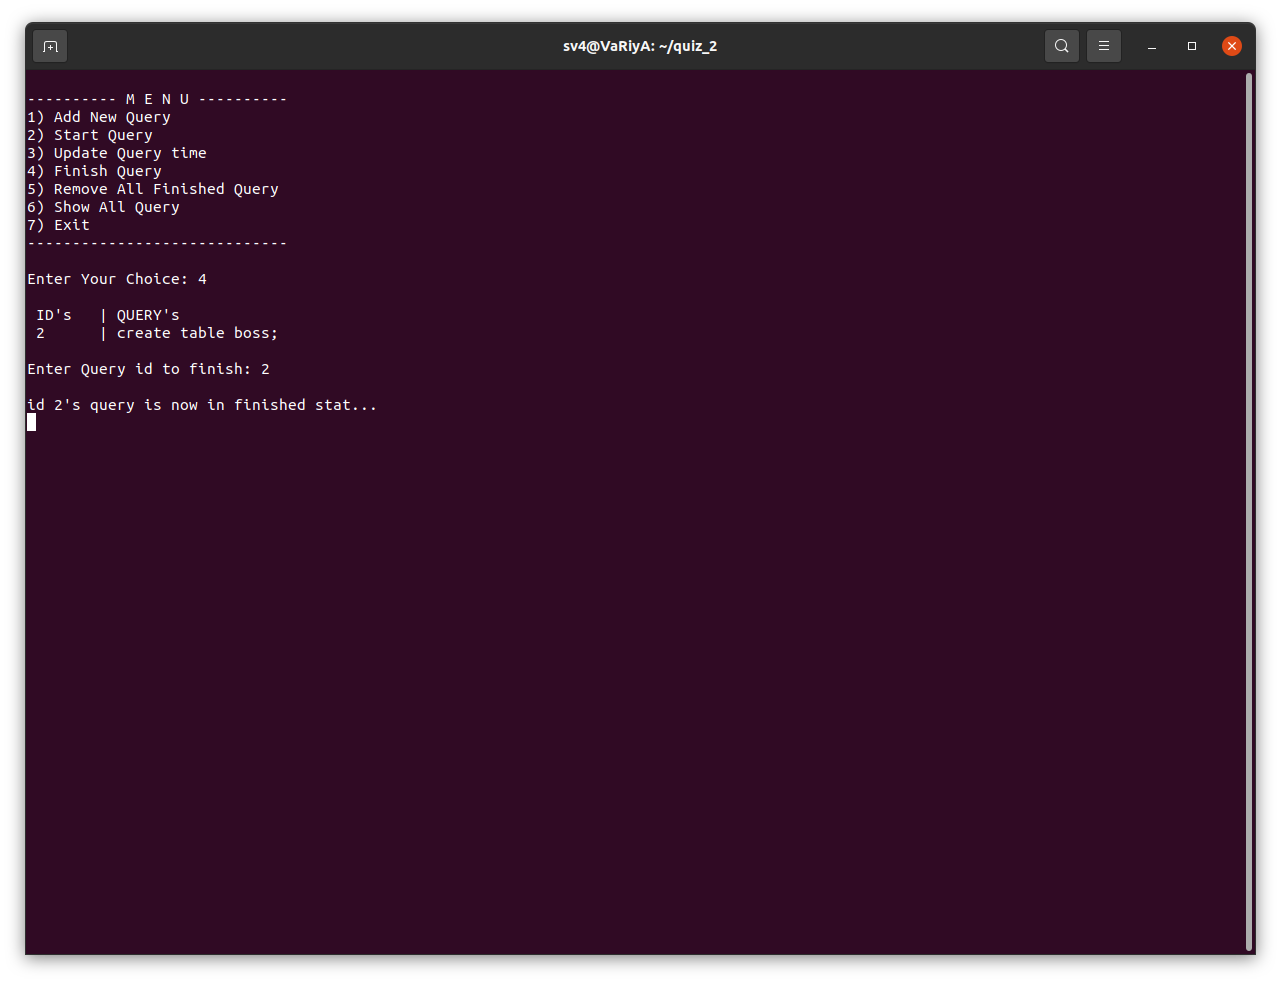 sv4@VaRiyA: ~/quiz_2
---------- M E N U ----------
1) Add New Query
2) Start Query
3) Update Query time
4) Finish Query
5) Remove All Finished Query
6) Show All Query
7) Exit
-----------------------------
Enter Your Choice: 4
ID's   | QUERY's
2      | create table boss;
Enter Query id to finish: 2
id 2's query is now in finished stat...